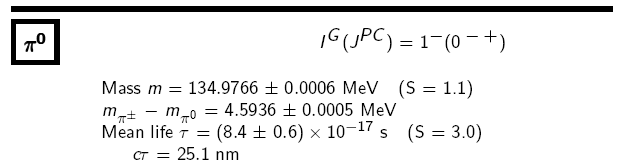 π⁰ I^G(J^PC) = 1⁻(0⁻⁺)
Mass m = 134.9766 ± 0.0006 MeV (S = 1.1)
m_π± − m_π⁰ = 4.5936 ± 0.0005 MeV
Mean life τ = (8.4 ± 0.6) × 10⁻¹⁷ s (S = 3.0)
cτ = 25.1 nm